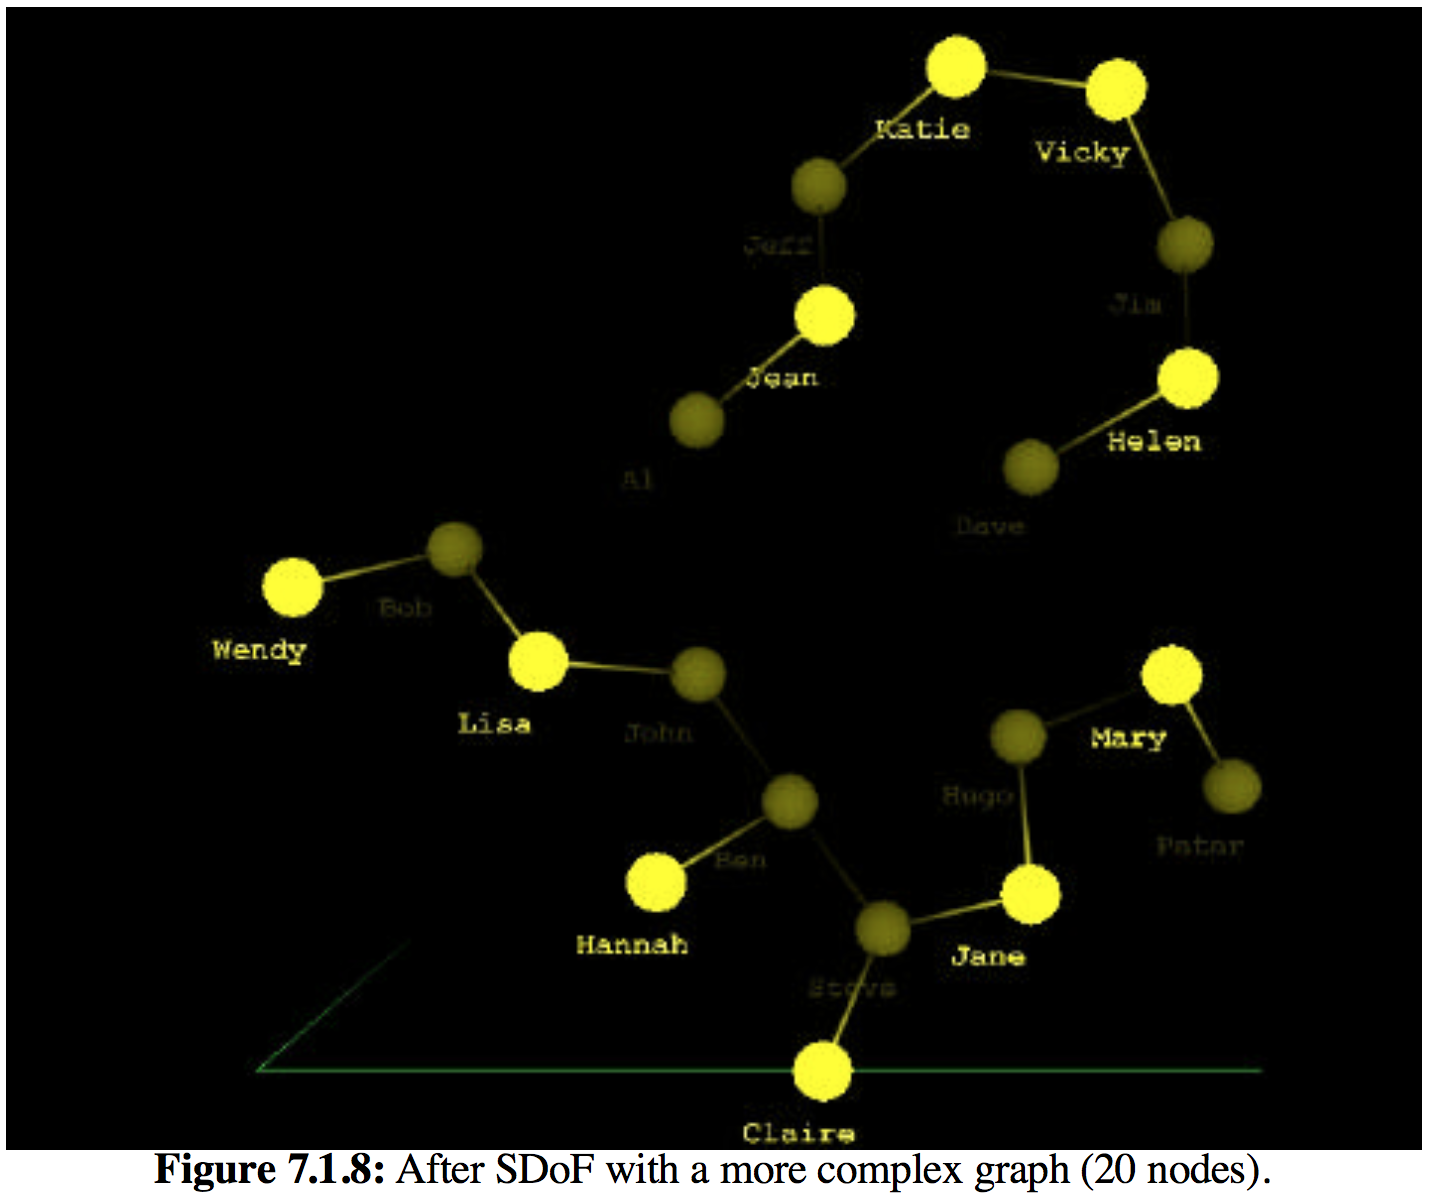 Katie
Vicky
Jeff
Jim
Jean
Helen
Al
Dave
Bob
Wendy
Lisa
John
Mary
Hugo
Peter
Ben
Hannah
Jane
Steve
Claire
Figure 7.1.8: After SDoF with a more complex graph (20 nodes).